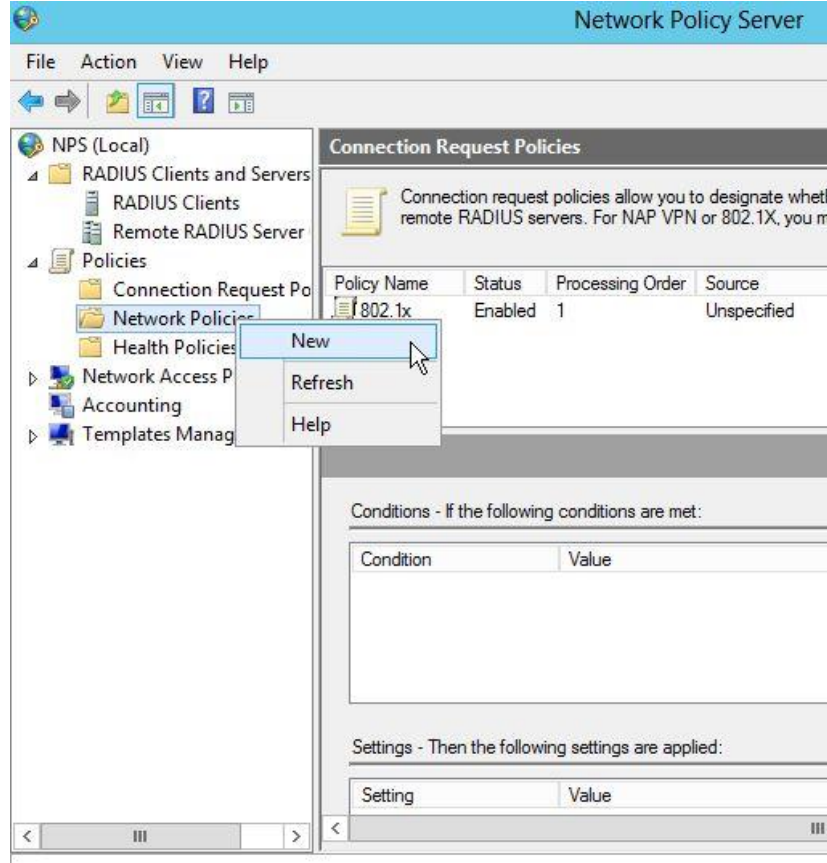 Network Policy Server
File Action View Help
NPS (Local)
RADIUS Clients and Servers
RADIUS Clients
Remote RADIUS Server
Policies
Connection Request Po
Network Policies
Health Policies
Network Access P
Accounting
Templates Manag
New
Refresh
Help
Connection Request Policies
Connection request policies allow you to designate wheth
remote RADIUS servers. For NAP VPN or 802.1X, you m
Policy Name Status Processing Order Source
802.1x Enabled 1 Unspecified
Conditions - If the following conditions are met:
Condition Value
Settings - Then the following settings are applied:
Setting Value